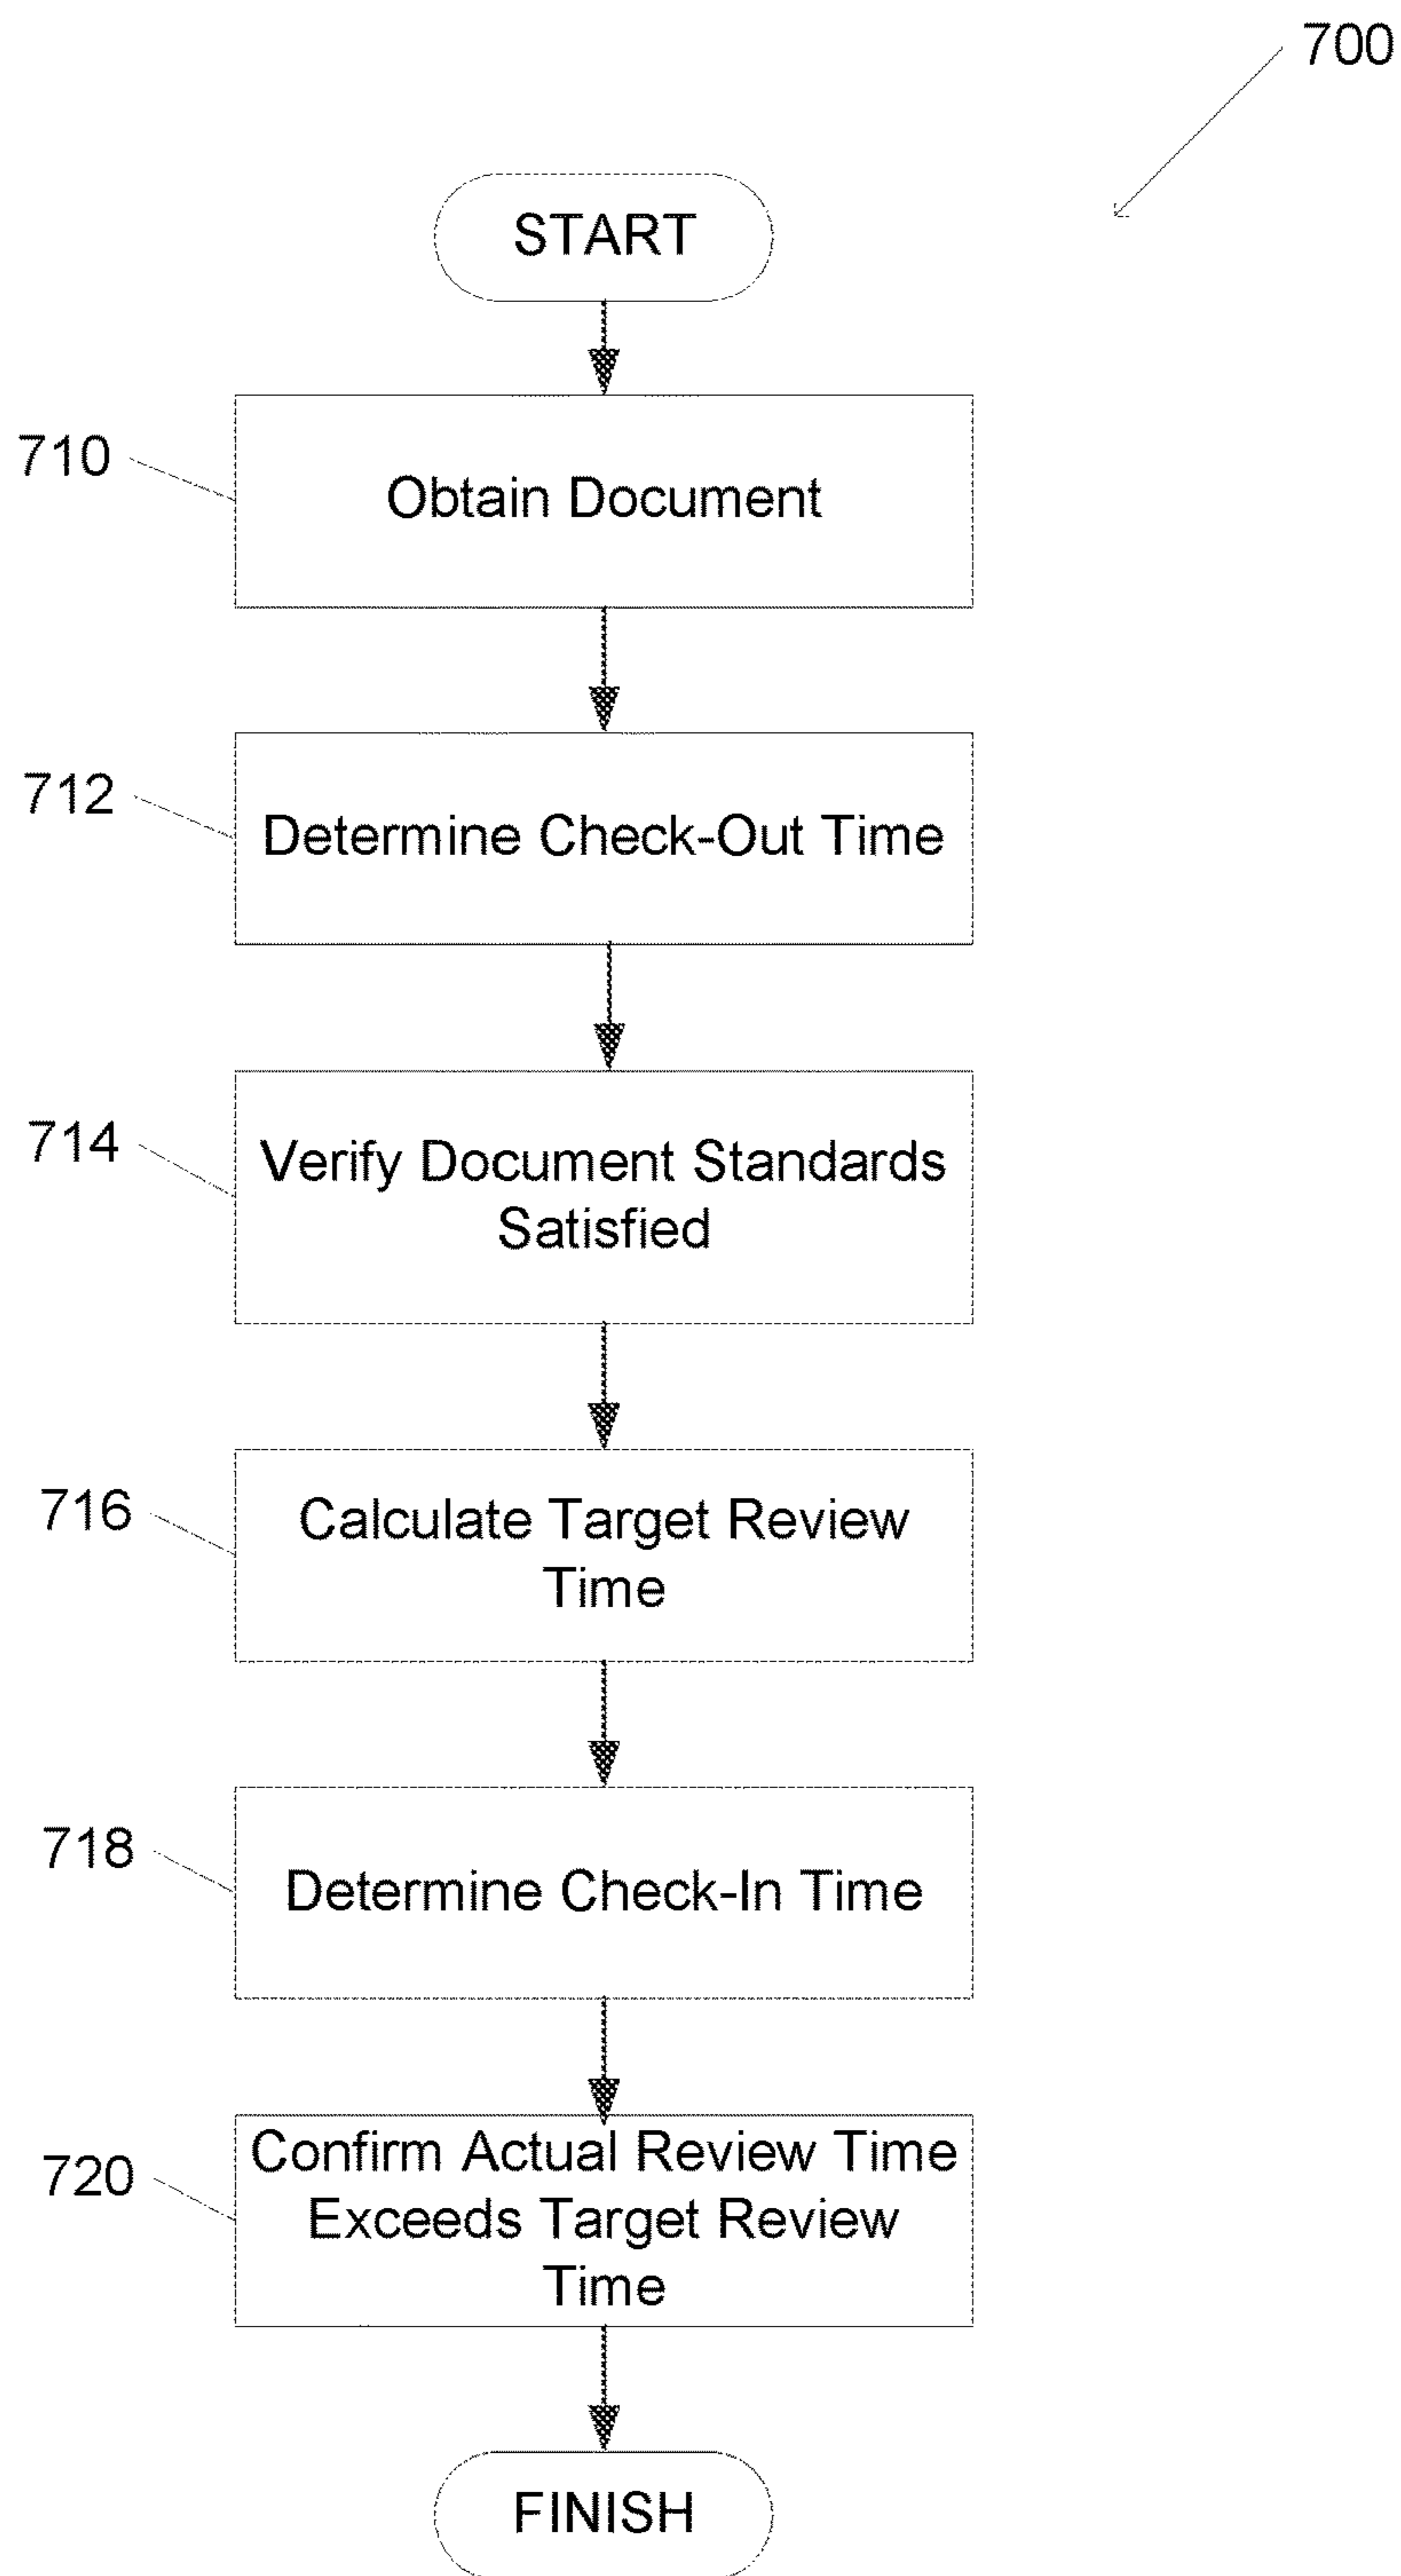 700
START
710
Obtain Document
712
Determine Check-Out Time
714
Verify Document Standards
Satisfied
716
Calculate Target Review
Time
718
Determine Check-In Time
720
Confirm Actual Review Time
Exceeds Target Review
Time
FINISH